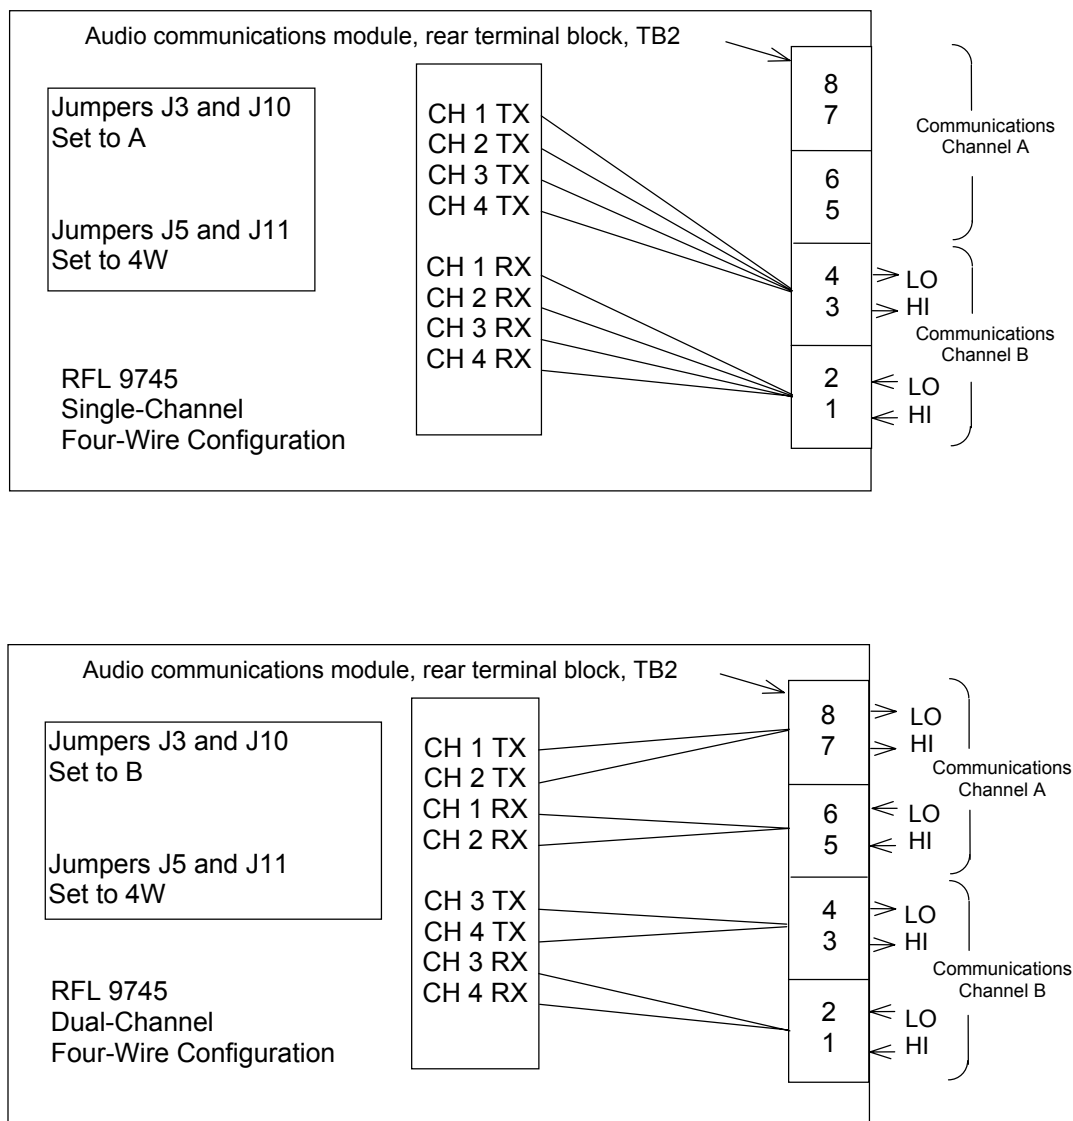 Audio communications module, rear terminal block, TB2
Jumpers J3 and J10
Set to A
Jumpers J5 and J11
Set to 4W
RFL 9745
Single-Channel
Four-Wire Configuration
CH 1 TX
CH 2 TX
CH 3 TX
CH 4 TX
CH 1 RX
CH 2 RX
CH 3 RX
CH 4 RX
8
7
6
5
4
3
2
1
LO
HI
LO
HI
Communications
Channel A
Communications
Channel B
Audio communications module, rear terminal block, TB2
Jumpers J3 and J10
Set to B
Jumpers J5 and J11
Set to 4W
RFL 9745
Dual-Channel
Four-Wire Configuration
CH 1 TX
CH 2 TX
CH 1 RX
CH 2 RX
CH 3 TX
CH 4 TX
CH 3 RX
CH 4 RX
8
7
6
5
4
3
2
1
LO
HI
LO
HI
LO
HI
LO
HI
Communications
Channel A
Communications
Channel B